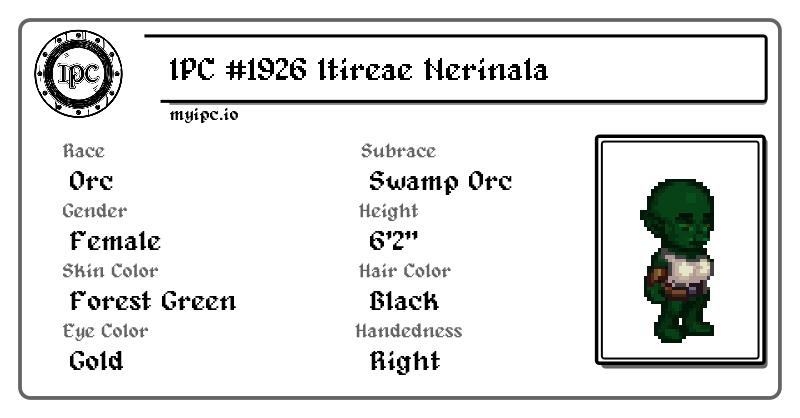 IPC
IPC #1926 Itireae Nerinala
myipc.io
Race
Orc
Subrace
Swamp Orc
Gender
Female
Height
6'2"
Skin Color
Forest Green
Hair Color
Black
Eye Color
Gold
Handedness
Right